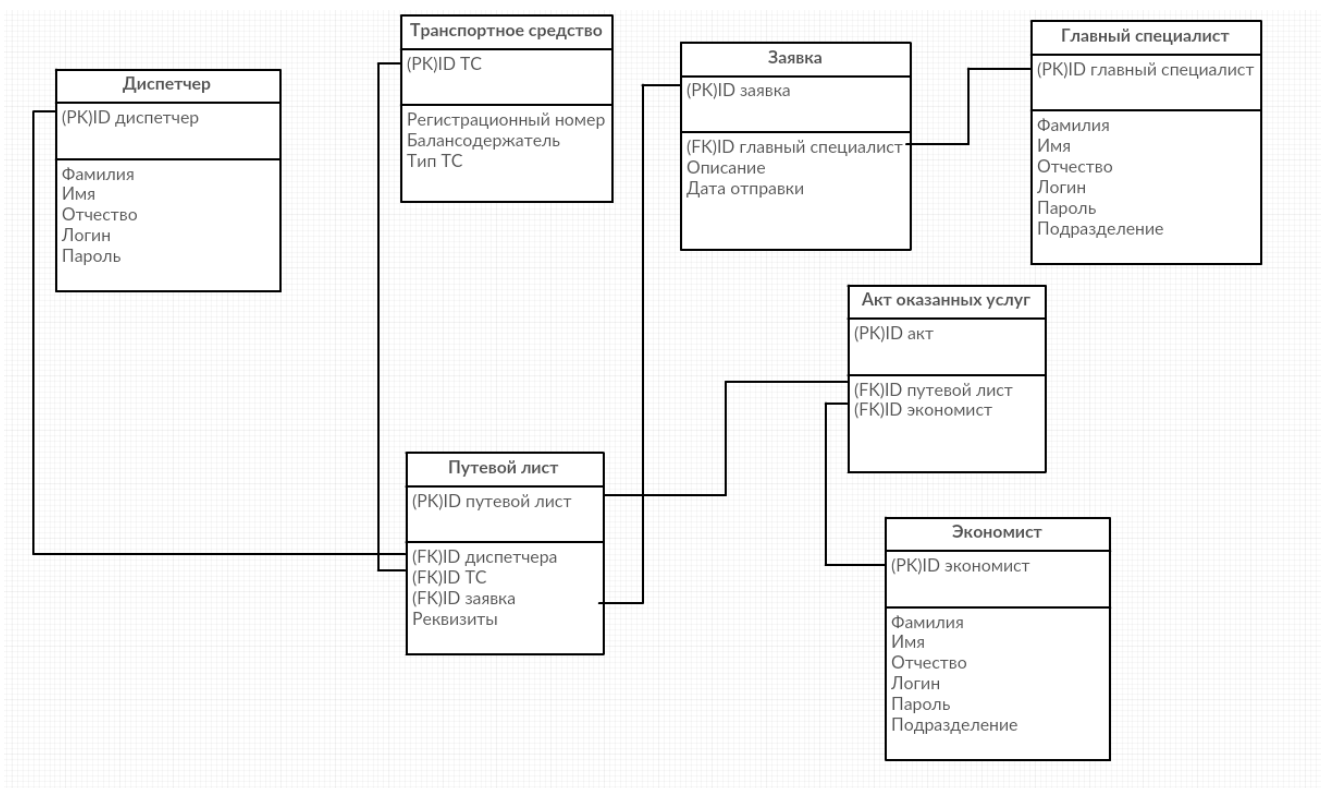 Диспетчер
(PK)ID диспетчер
Фамилия
Имя
Отчество
Логин
Пароль
Транспортное средство
(PK)ID ТС
Регистрационный номер
Балансодержатель
Тип ТС
Заявка
(PK)ID заявка
(FK)ID главный специалист
Описание
Дата отправки
Главный специалист
(PK)ID главный специалист
Фамилия
Имя
Отчество
Логин
Пароль
Подразделение
Акт оказанных услуг
(PK)ID акт
(FK)ID путевой лист
(FK)ID экономист
Путевой лист
(PK)ID путевой лист
(FK)ID диспетчера
(FK)ID ТС
(FK)ID заявка
Реквизиты
Экономист
(PK)ID экономист
Фамилия
Имя
Отчество
Логин
Пароль
Подразделение